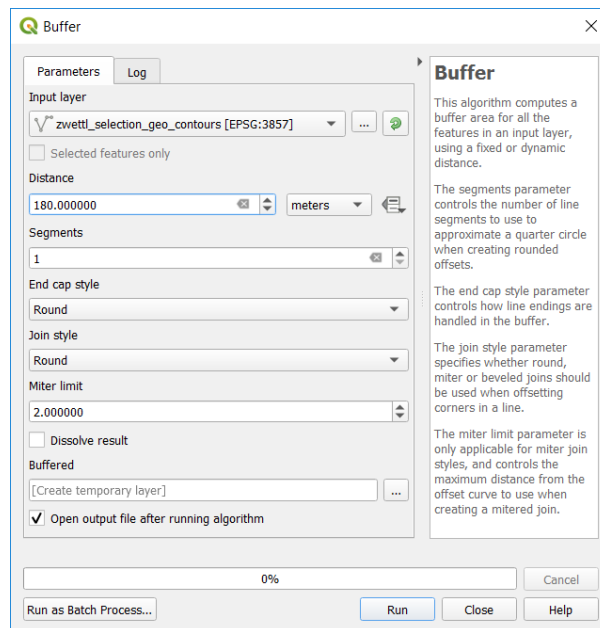 Buffer
Parameters
Log
Input layer
zwettl_selection_geo_contours [EPSG:3857]
...
Selected features only
Distance
180.000000
meters
Segments
1
End cap style
Round
Join style
Round
Miter limit
2.000000
Dissolve result
Buffered
[Create temporary layer]
...
Open output file after running algorithm
Buffer
This algorithm computes a
buffer area for all the
features in an input layer,
using a fixed or dynamic
distance.
The segments parameter
controls the number of line
segments to use to
approximate a quarter circle
when creating rounded
offsets.
The end cap style parameter
controls how line endings are
handled in the buffer.
The join style parameter
specifies whether round,
miter or beveled joins should
be used when offsetting
corners in a line.
The miter limit parameter is
only applicable for miter join
styles, and controls the
maximum distance from the
offset curve to use when
creating a mitered join.
0%
Cancel
Run as Batch Process...
Run
Close
Help